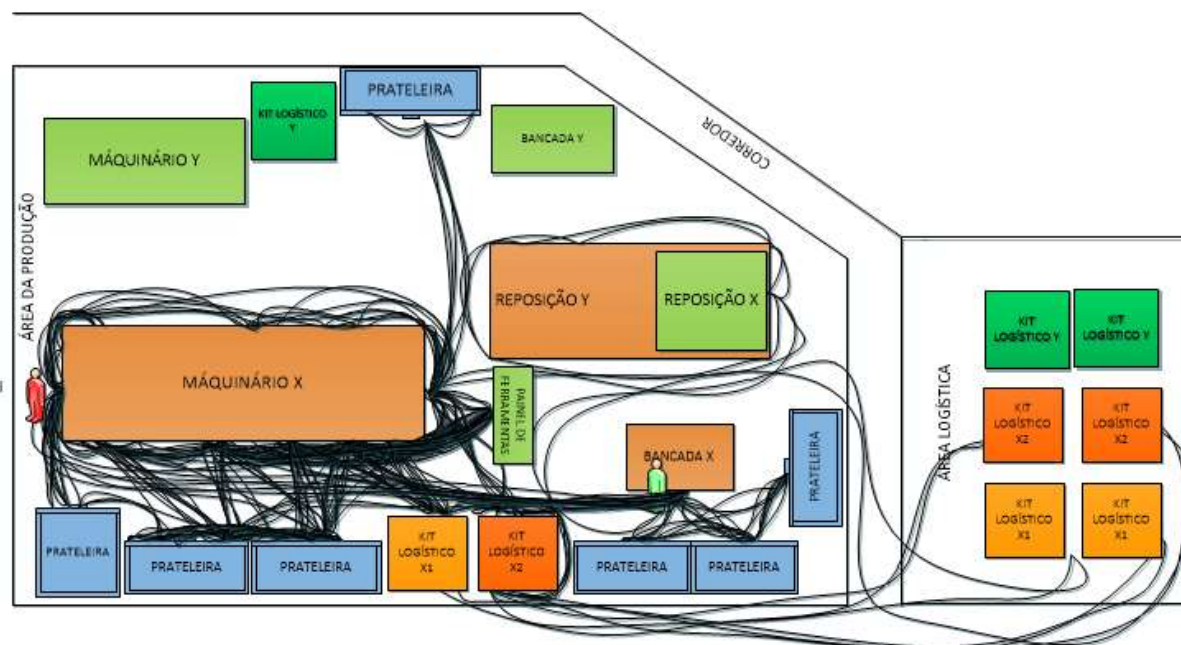 PRATELEIRA
KIT LOGÍSTICO
Y
BANCADA Y
MÁQUINÁRIO Y
CORREDOR
ÁREA DA PRODUÇÃO
REPOSIÇÃO Y
REPOSIÇÃO X
MÁQUINÁRIO X
PAINEL DE
FERRAMENTAS
BANCADA X
PRATELEIRA
PRATELEIRA
PRATELEIRA
PRATELEIRA
KIT
LOGÍSTICO
X1
KIT
LOGÍSTICO
X2
PRATELEIRA
PRATELEIRA
ÁREA LOGÍSTICA
KIT
LOGÍSTICO Y
KIT
LOGÍSTICO Y
KIT
LOGÍSTICO
X2
KIT
LOGÍSTICO
X2
KIT
LOGÍSTICO
X1
KIT
LOGÍSTICO
X1